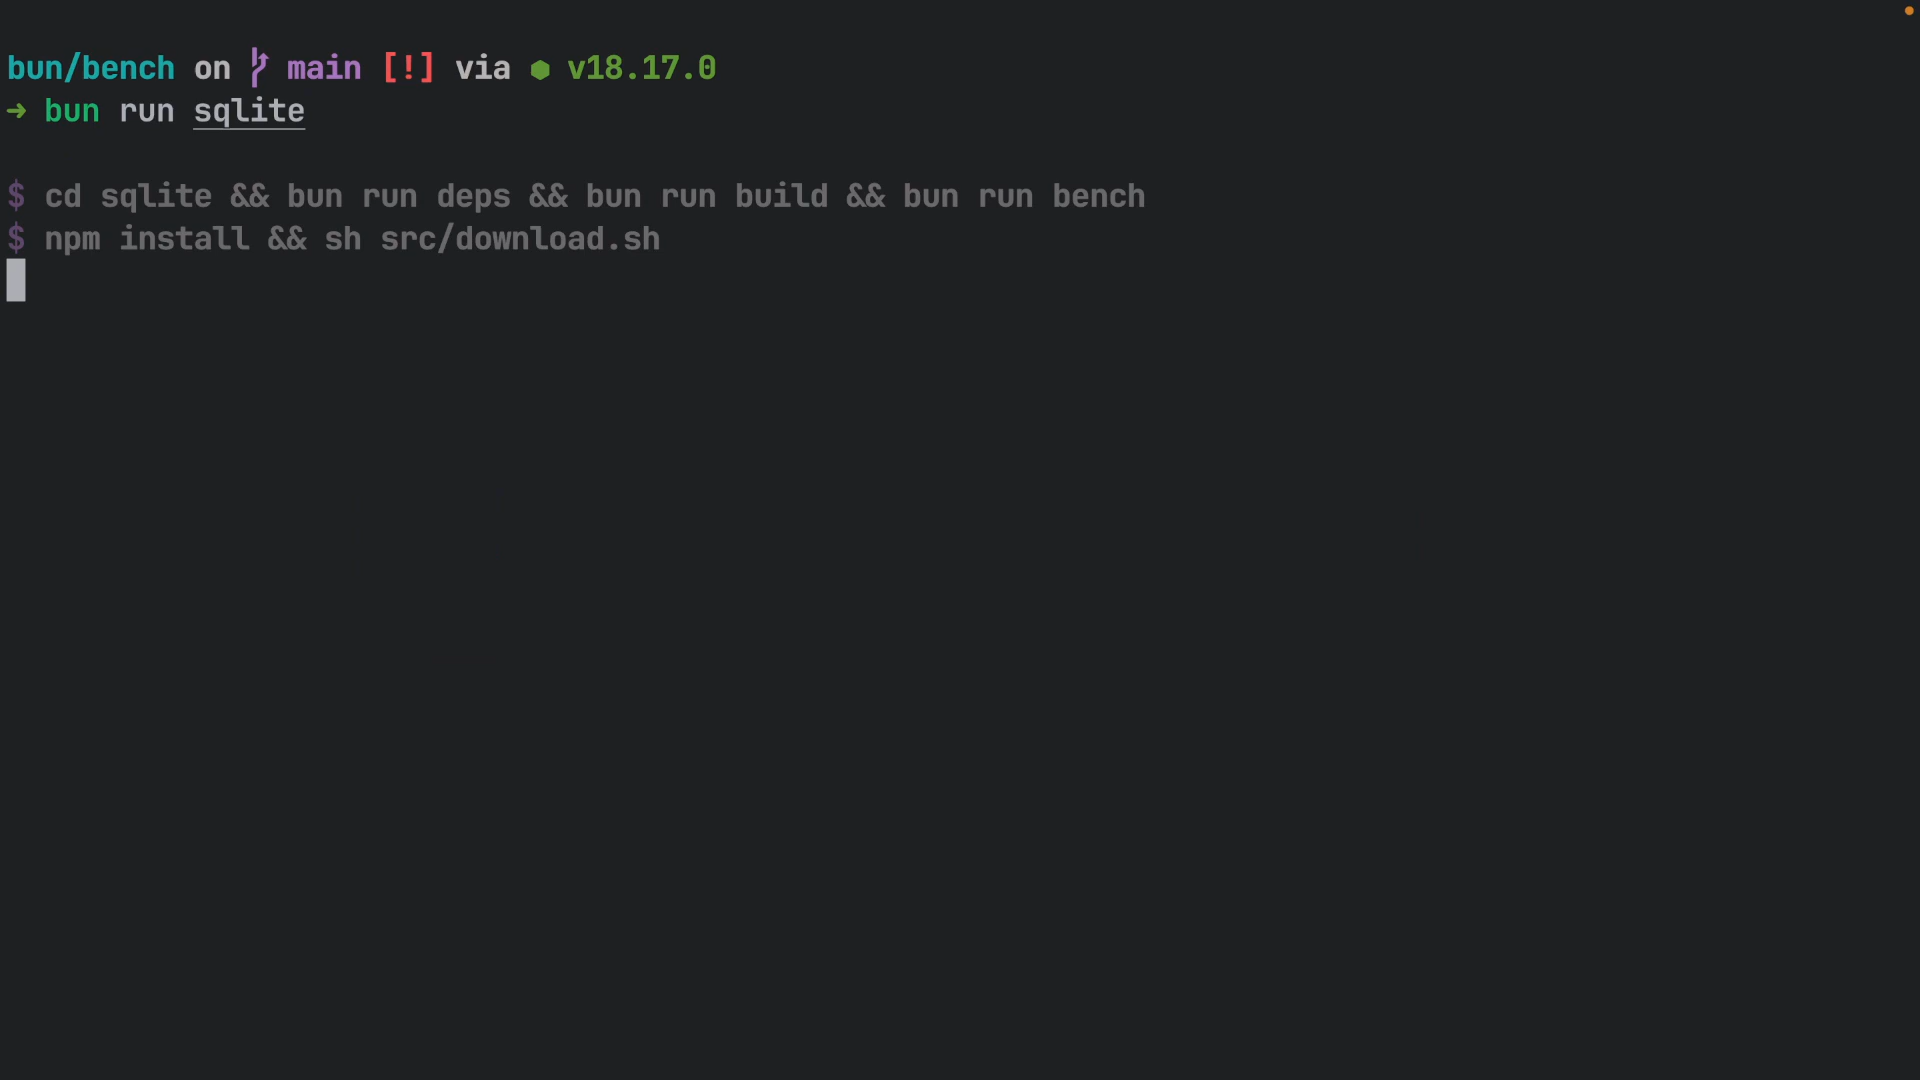 bun/bench on main [!] via ⬢ v18.17.0
➜ bun run sqlite
$ cd sqlite && bun run deps && bun run build && bun run bench
$ npm install && sh src/download.sh